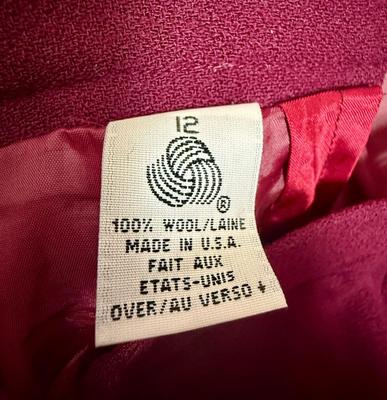 12
®
100% WOOL/LAINE
MADE IN U.S.A.
FAIT AUX
ETATS-UNIS
OVER/AU VERSO